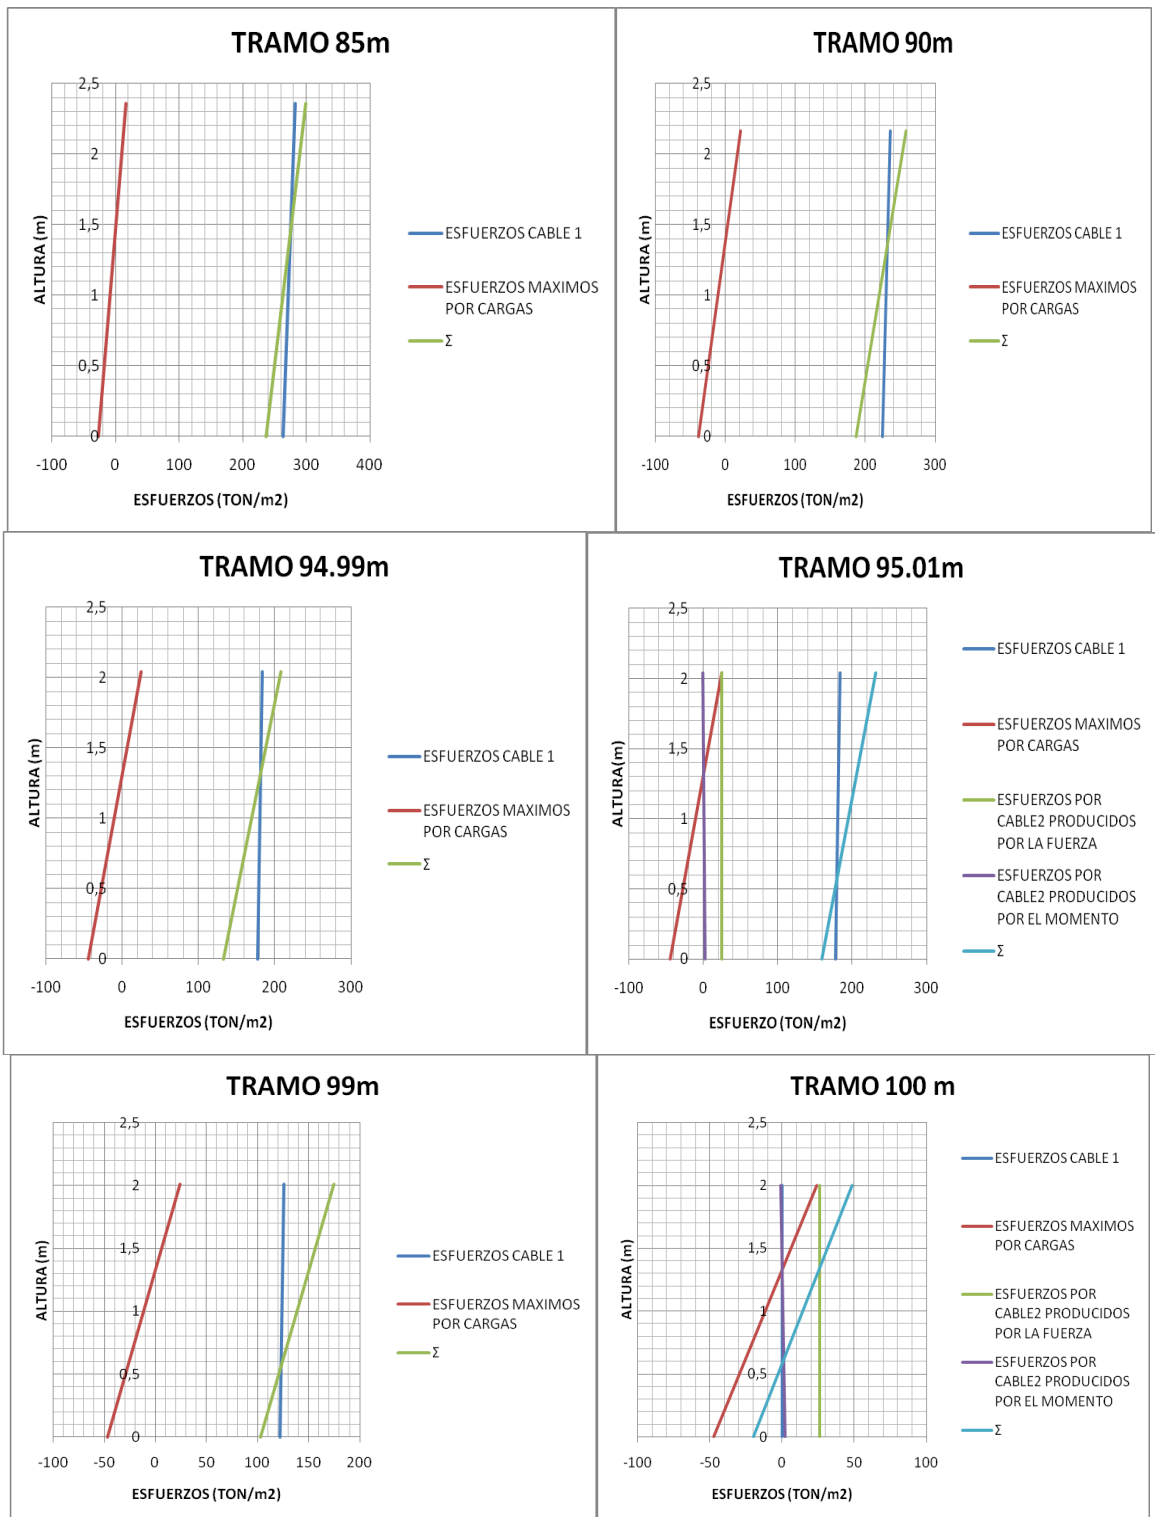 TRAMO 85m
2,5
2
1,5
1
0,5
0
-100 0 100 200 300 400
ALTURA (m)
ESFUERZOS (TON/m2)
ESFUERZOS CABLE 1
ESFUERZOS MAXIMOS
POR CARGAS
Σ
TRAMO 90m
2,5
2
1,5
1
0,5
0
-100 0 100 200 300
ALTURA (m)
ESFUERZOS (TON/m2)
ESFUERZOS CABLE 1
ESFUERZOS MAXIMOS
POR CARGAS
Σ
TRAMO 94.99m
2,5
2
1,5
1
0,5
0
-100 0 100 200 300
ALTURA (m)
ESFUERZOS (TON/m2)
ESFUERZOS CABLE 1
ESFUERZOS MAXIMOS
POR CARGAS
Σ
TRAMO 95.01m
2,5
2
1,5
1
0,5
0
-100 0 100 200 300
ALTURA(m)
ESFUERZO (TON/m2)
ESFUERZOS CABLE 1
ESFUERZOS MAXIMOS
POR CARGAS
ESFUERZOS POR
CABLE2 PRODUCIDOS
POR LA FUERZA
ESFUERZOS POR
CABLE2 PRODUCIDOS
POR EL MOMENTO
Σ
TRAMO 99m
2,5
2
1,5
1
0,5
0
-100 -50 0 50 100 150 200
ALTURA (m)
ESFUERZOS (TON/m2)
ESFUERZOS CABLE 1
ESFUERZOS MAXIMOS
POR CARGAS
Σ
TRAMO 100 m
2,5
2
1,5
1
0,5
0
-100 -50 0 50 100
ALTURA (m)
ESFUERZOS (TON/m2)
ESFUERZOS CABLE 1
ESFUERZOS MAXIMOS
POR CARGAS
ESFUERZOS POR
CABLE2 PRODUCIDOS
POR LA FUERZA
ESFUERZOS POR
CABLE2 PRODUCIDOS
POR EL MOMENTO
Σ